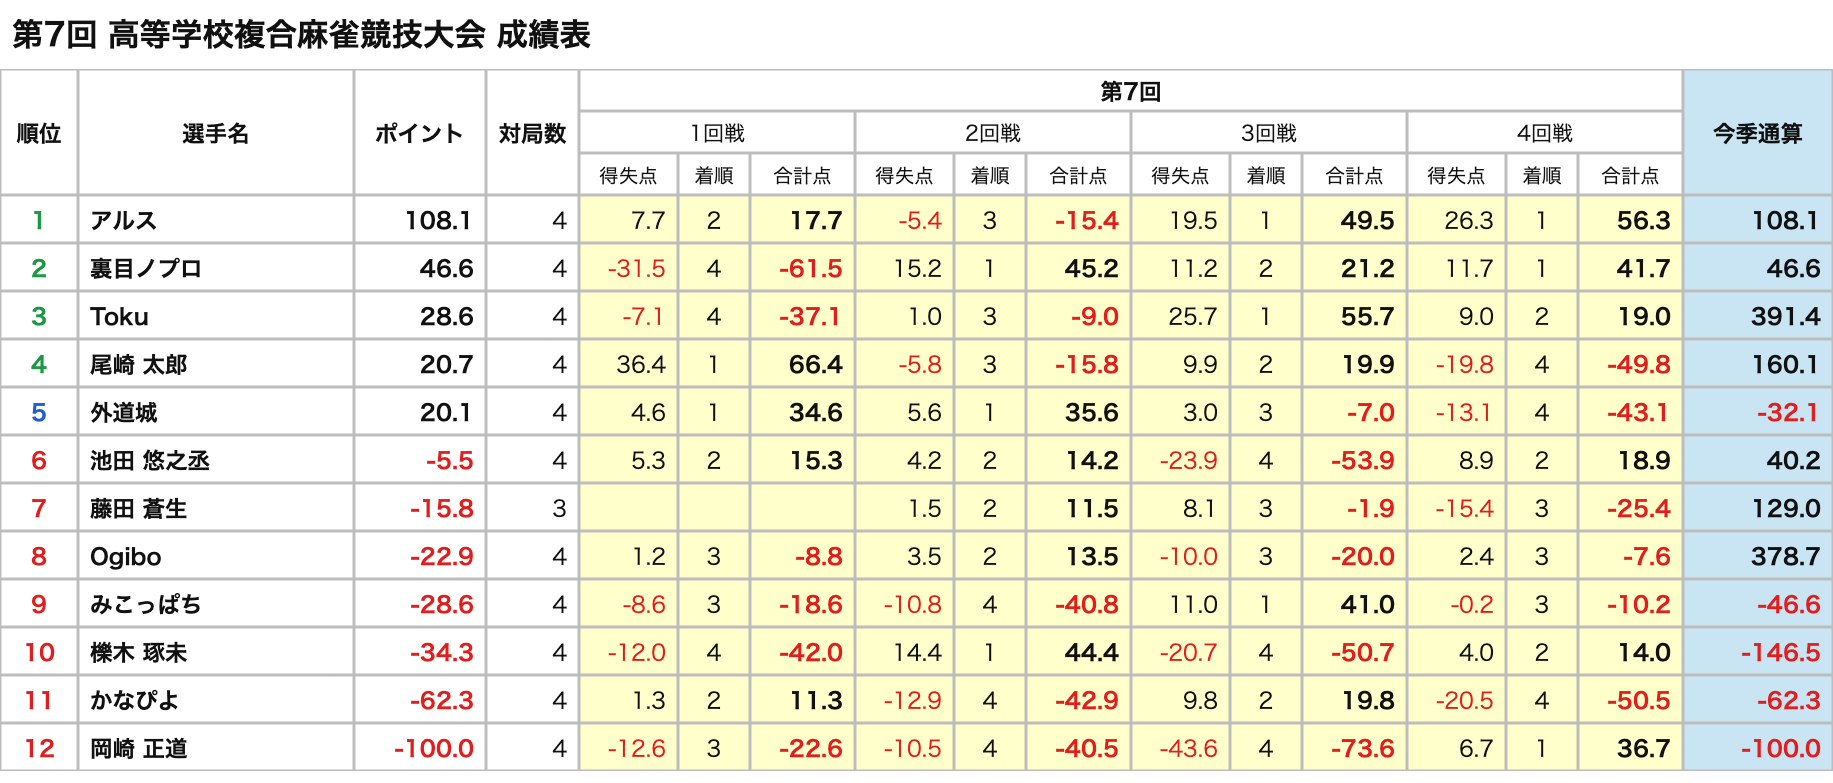 第7回 高等学校複合麻雀競技大会 成績表
順位 選手名 ポイント 対局数 第7回 今季通算
1回戦 2回戦 3回戦 4回戦
得失点 着順 合計点 得失点 着順 合計点 得失点 着順 合計点 得失点 着順 合計点
1 アルス 108.1 4 7.7 2 17.7 -5.4 3 -15.4 19.5 1 49.5 26.3 1 56.3 108.1
2 裏目ノプロ 46.6 4 -31.5 4 -61.5 15.2 1 45.2 11.2 2 21.2 11.7 1 41.7 46.6
3 Toku 28.6 4 -7.1 4 -37.1 1.0 3 -9.0 25.7 1 55.7 9.0 2 19.0 391.4
4 尾崎 太郎 20.7 4 36.4 1 66.4 -5.8 3 -15.8 9.9 2 19.9 -19.8 4 -49.8 160.1
5 外道城 20.1 4 4.6 1 34.6 5.6 1 35.6 3.0 3 -7.0 -13.1 4 -43.1 -32.1
6 池田 悠之丞 -5.5 4 5.3 2 15.3 4.2 2 14.2 -23.9 4 -53.9 8.9 2 18.9 40.2
7 藤田 蒼生 -15.8 3 1.5 2 11.5 8.1 3 -1.9 -15.4 3 -25.4 129.0
8 Ogibo -22.9 4 1.2 3 -8.8 3.5 2 13.5 -10.0 3 -20.0 2.4 3 -7.6 378.7
9 みこっぱち -28.6 4 -8.6 3 -18.6 -10.8 4 -40.8 11.0 1 41.0 -0.2 3 -10.2 -46.6
10 櫟木 琢未 -34.3 4 -12.0 4 -42.0 14.4 1 44.4 -20.7 4 -50.7 4.0 2 14.0 -146.5
11 かなぴよ -62.3 4 1.3 2 11.3 -12.9 4 -42.9 9.8 2 19.8 -20.5 4 -50.5 -62.3
12 岡崎 正道 -100.0 4 -12.6 3 -22.6 -10.5 4 -40.5 -43.6 4 -73.6 6.7 1 36.7 -100.0